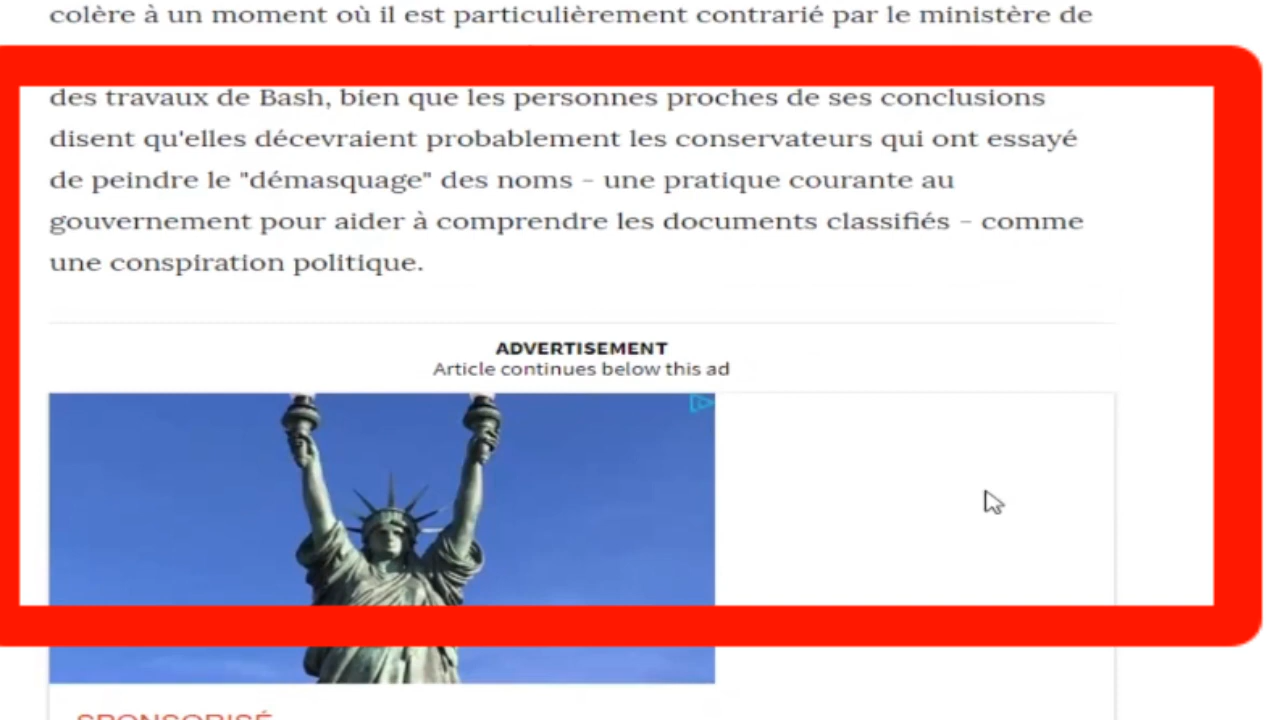 colère à un moment où il est particulièrement contrarié par le ministère de
des travaux de Bash, bien que les personnes proches de ses conclusions
disent qu'elles décevraient probablement les conservateurs qui ont essayé
de peindre le "démasquage" des noms - une pratique courante au
gouvernement pour aider à comprendre les documents classifiés - comme
une conspiration politique.
ADVERTISEMENT
Article continues below this ad
SPONSORISÉ